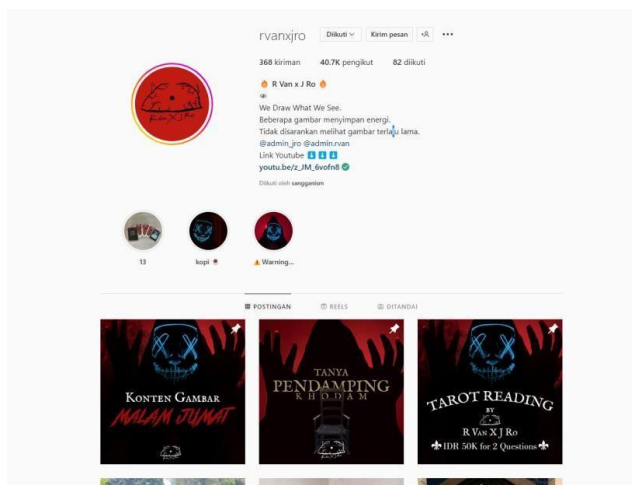 rvanxjro
Diikuti
Kirim pesan
368 kiriman
40.7K pengikut
82 diikuti
R Van x J Ro
We Draw What We See.
Beberapa gambar menyimpan energi.
Tidak disarankan melihat gambar terlalu lama.
@admin_jro @admin.rvan
Link Youtube
youtu.be/z_JM_6vofn8
Diikuti oleh sangganism
R Van X J Ro
13
kopi
Warning...
POSTINGAN
REELS
DITANDAI
KONTEN GAMBAR
MALAM JUMAT
TANYA
PENDAMPING
KHODAM
TAROT READING
BY
R VAN X J RO
IDR 50K for 2 Questions